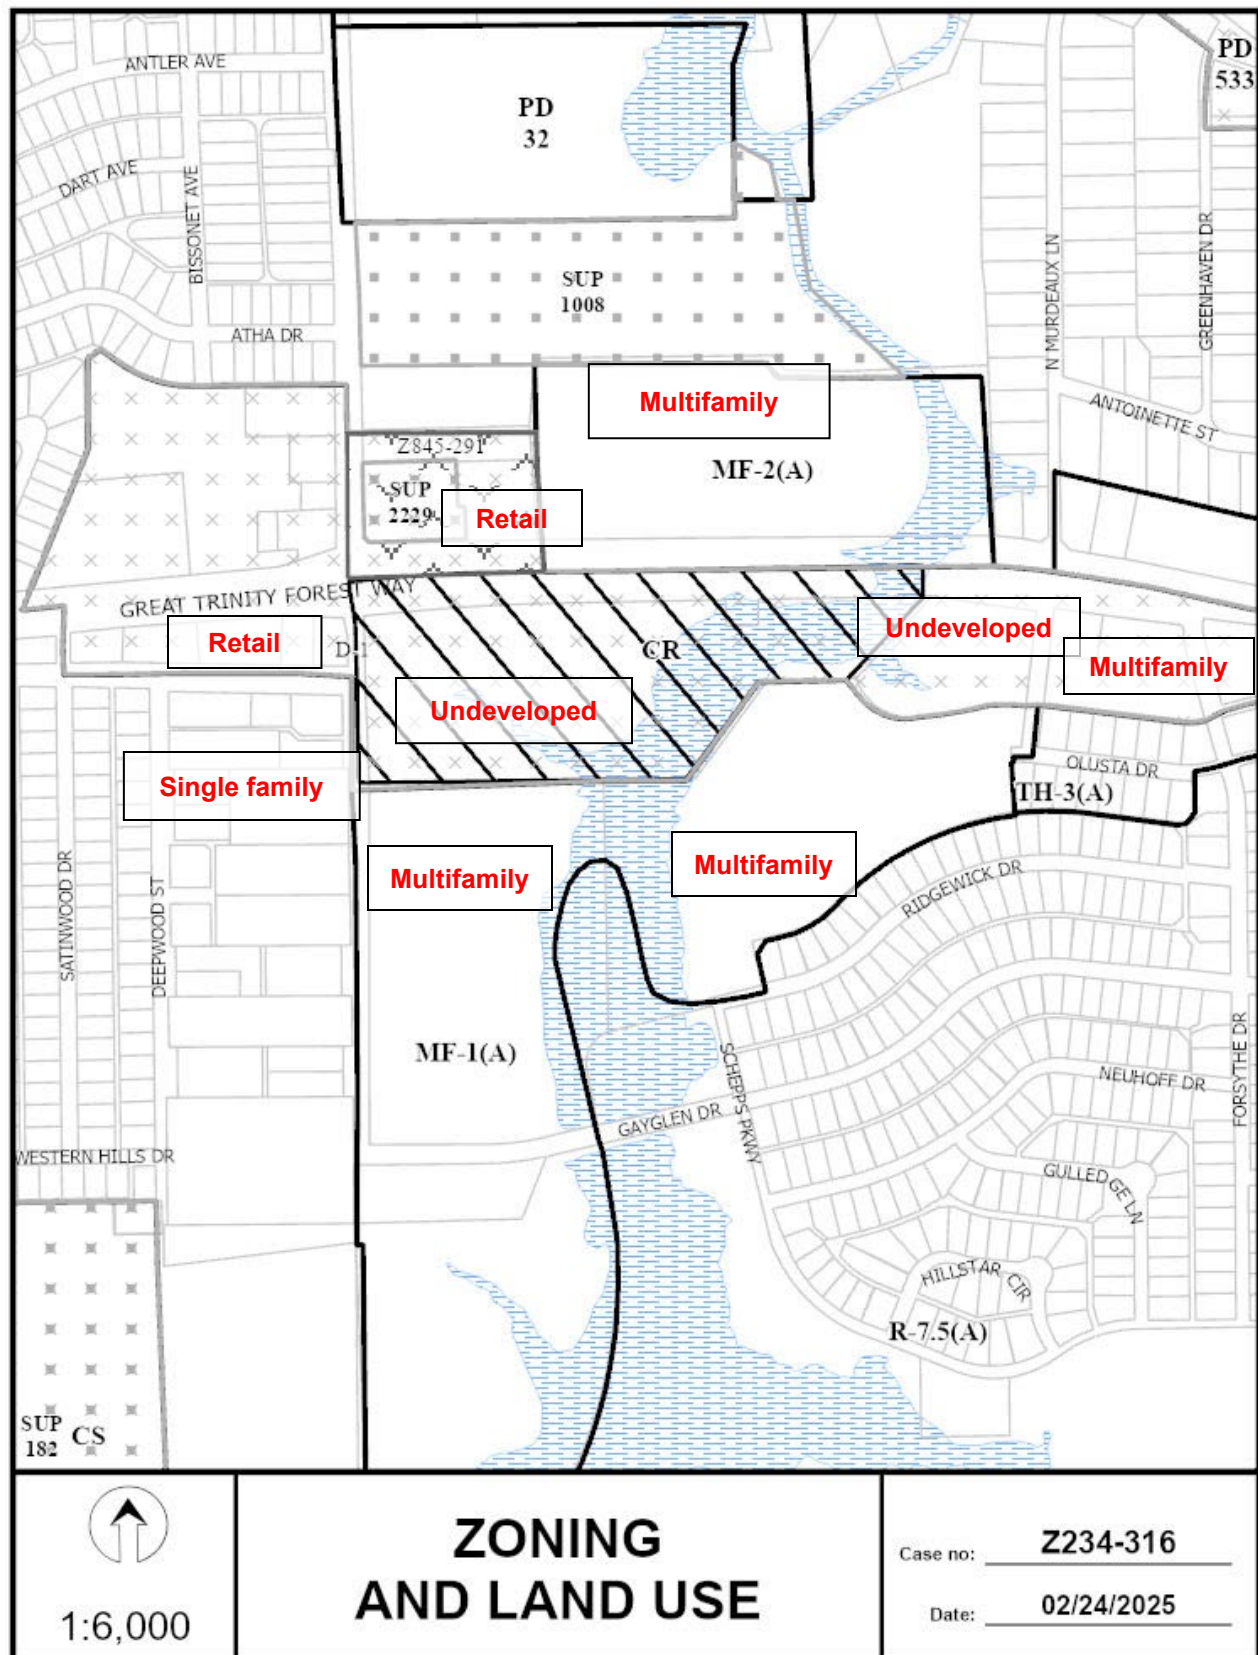 ANTLER AVE
PD
32
PD
533
DART AVE
BISSONET AVE
SUP
1008
N MURDEAUX LN
GREENHAVEN DR
ATHA DR
Multifamily
ANTOINETTE ST
Z845-291
MF-2(A)
SUP
2229
Retail
GREAT TRINITY FOREST WAY
Retail
D-1
CR
Undeveloped
Multifamily
Undeveloped
Single family
OLUSTA DR
TH-3(A)
Multifamily
Multifamily
RIDGEWICK DR
SATINWOOD DR
DEEPWOOD ST
MF-1(A)
SCHEPPS PKWY
NEUHOFF DR
FORSYTHE DR
GAYGLEN DR
WESTERN HILLS DR
GULLEDGE LN
HILLSTAR CIR
R-7.5(A)
SUP
182
CS
1:6,000
ZONING
AND LAND USE
Case no: Z234-316
Date: 02/24/2025